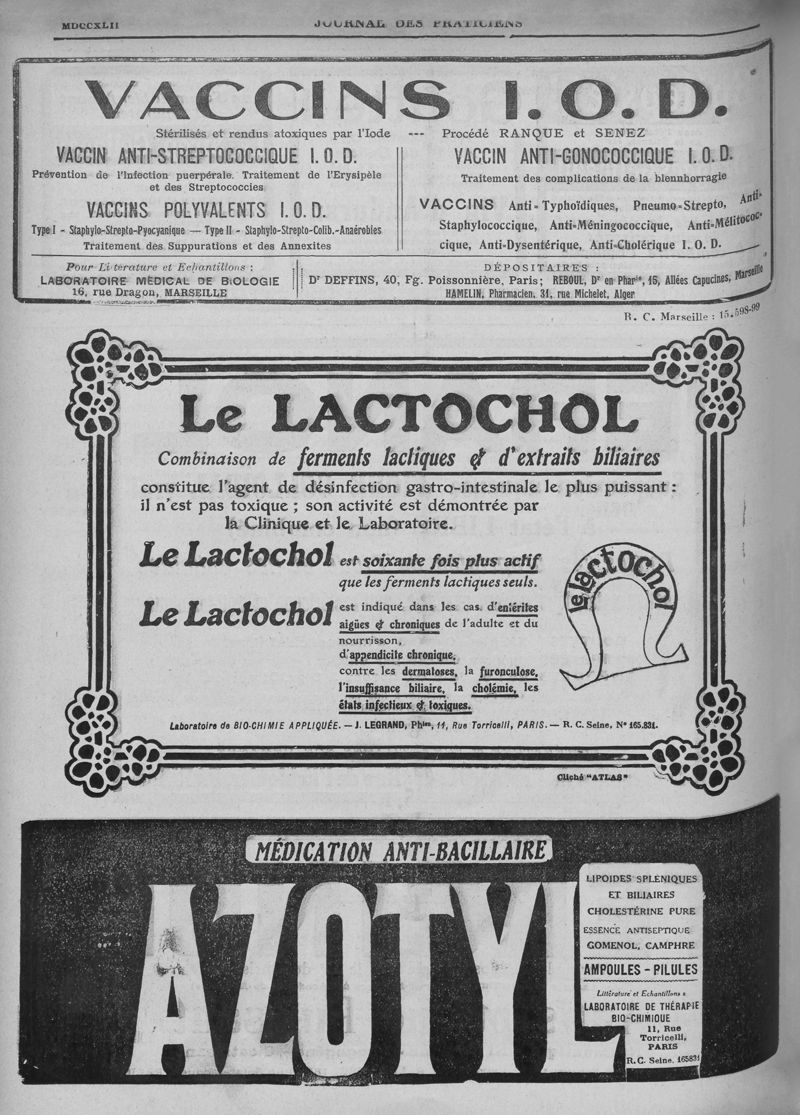 MDCCXLII
JOURNAL DES PRATICIENS
VACCINS I.O.D.
Stérilisés et rendus atoxiques par l'Iode --- Procédé RANQUE et SENEZ
VACCIN ANTI-STREPTOCOCCIQUE I.O.D.
Prévention de l'Infection puerpérale. Traitement de l'Erysipèle
et des Streptococcies
VACCINS POLYVALENTS I.O.D.
Type I - Staphylo-Strepto-Pyocyanique — Type II - Staphylo-Strepto-Colib.-Anaérobles
Traitement des Suppurations et des Annexites
VACCIN ANTI-GONOCOCCIQUE I.O.D.
Traitement des complications de la blennhorragie
VACCINS Anti-Typhoïdiques, Pneumo-Strepto, Anti-
Staphylococcique, Anti-Méningococcique, Anti-Mélitococ-
cique, Anti-Dysentérique, Anti-Cholérique I.O.D.
Pour Literature et Echantillons :
LABORATOIRE MÉDICAL DE BIOLOGIE
16, rue Dragon, MARSEILLE
DÉPOSITAIRES :
Dr DEFFINS, 40, Fg. Poissonnière, Paris; REBOUL, Dr en Phar^ie, 15, Allées Capucines, Marseille
HAMELIN, Pharmacien, 31, rue Michelet, Alger
R. C. Marseille : 15.598-99
Le LACTOCHOL
Combinaison de ferments lactiques & d'extraits biliaires
constitue l'agent de désinfection gastro-intestinale le plus puissant :
il n'est pas toxique ; son activité est démontrée par
la Clinique et le Laboratoire.
Le Lactochol est soixante fois plus actif
que les ferments lactiques seuls.
Le Lactochol est indiqué dans les cas d'entérites
aigües & chroniques de l'adulte et du
nourrisson,
d'appendicite chronique,
contre les dermatoses, la furonculose,
l'insuffisance biliaire, la cholémie, les
états infectieux & toxiques.
le lactochol
Laboratoire de BIO-CHIMIE APPLIQUÉE. — J. LEGRAND, Ph^ien, 11, Rue Torricelli, PARIS. — R. C. Seine, N° 165.831.
Cliché "ATLAS"
MÉDICATION ANTI-BACILLAIRE
AZOTYL
LIPOIDES SPLÉNIQUES
ET BILIAIRES
CHOLESTÉRINE PURE
ESSENCE ANTISEPTIQUE
GOMENOL, CAMPHRE
AMPOULES - PILULES
Littérature et Echantillons :
LABORATOIRE DE THÉRAPIE
BIO-CHIMIQUE
11, Rue
Torricelli,
PARIS
R.C. Seine. 165831